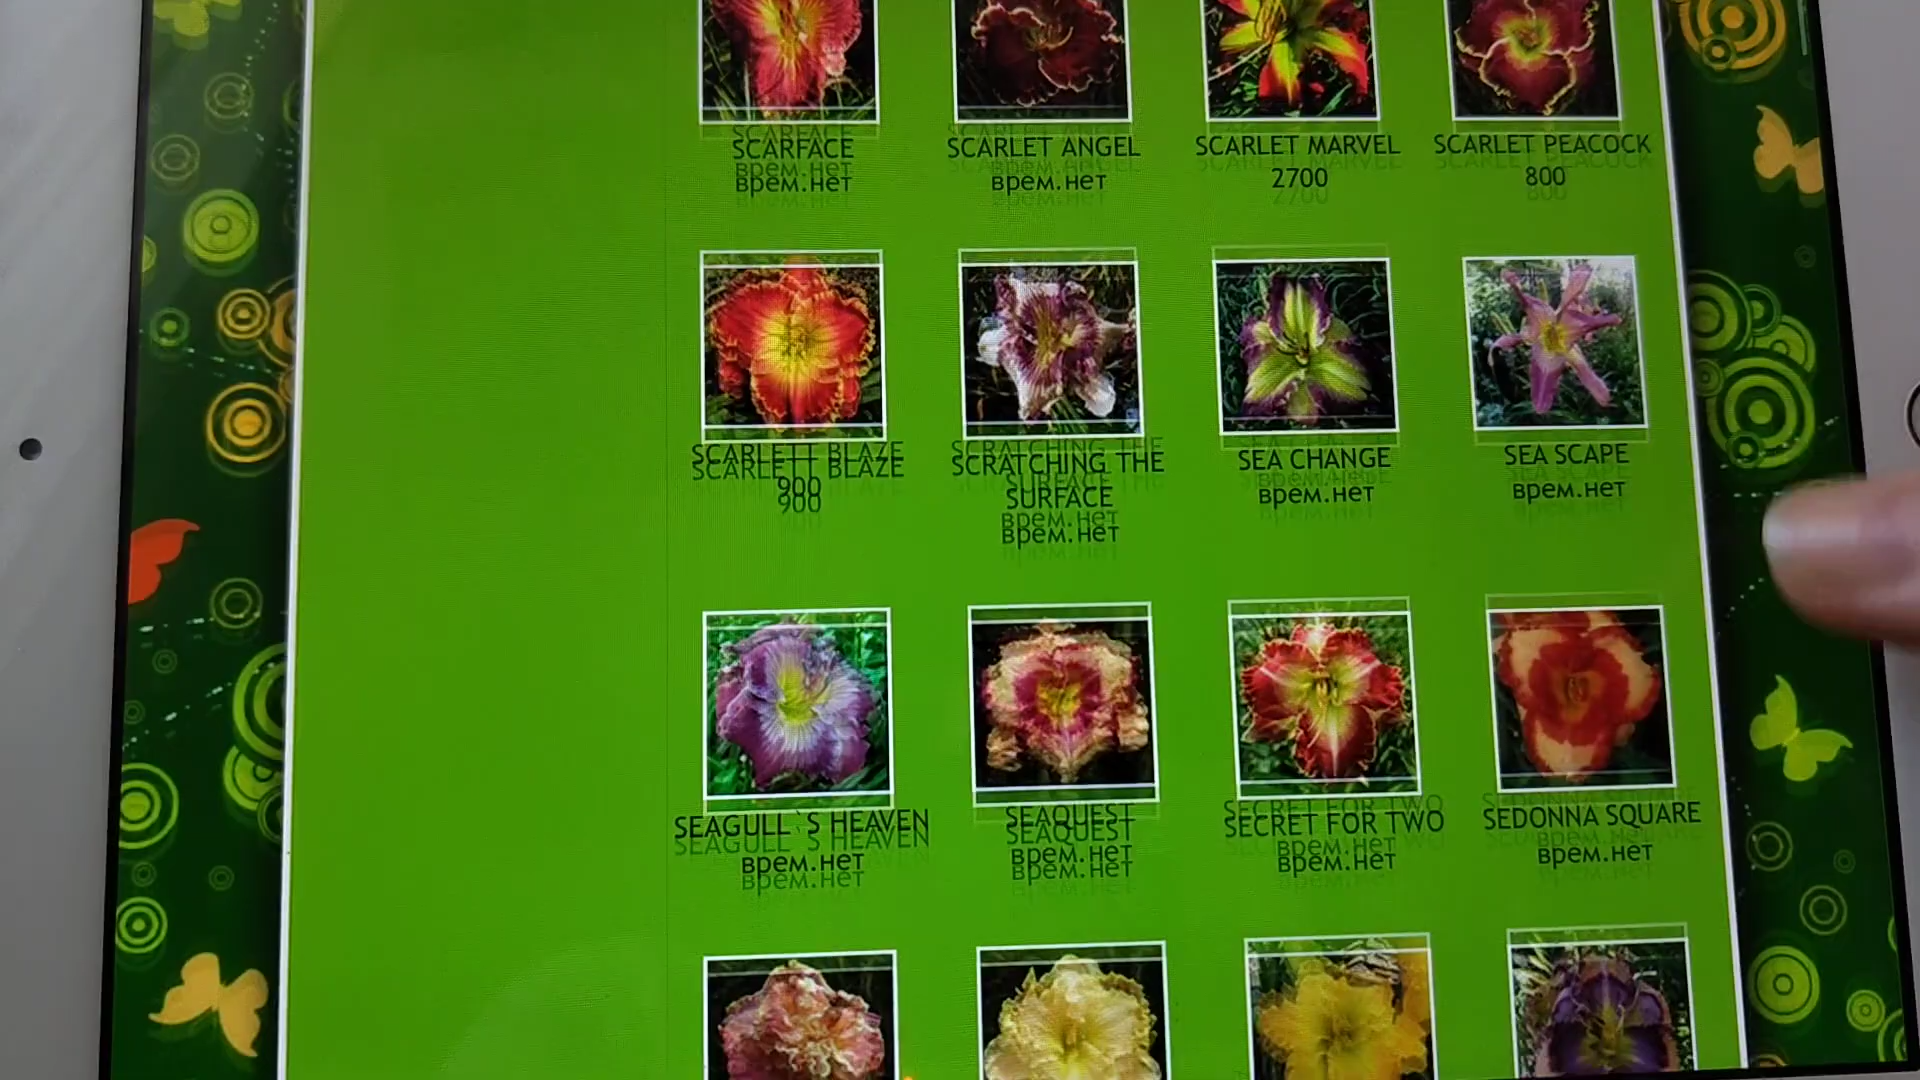 SCARFACE
Врем.нет
SCARLET ANGEL
Врем.нет
SCARLET MARVEL
2700
SCARLET PEACOCK
800
SCARLETT BLAZE
900
SCRATCHING THE
SURFACE
Врем.нет
SEA CHANGE
Врем.нет
SEA SCAPE
Врем.нет
SEAGULL`S HEAVEN
Врем.нет
SEAQUEST
Врем.нет
SECRET FOR TWO
Врем.нет
SEDONNA SQUARE
Врем.нет